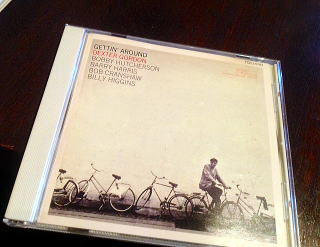 GETTIN' AROUND
DEXTER GORDON
BOBBY HUTCHERSON
BARRY HARRIS
BOB CRANSHAW
BILLY HIGGINS